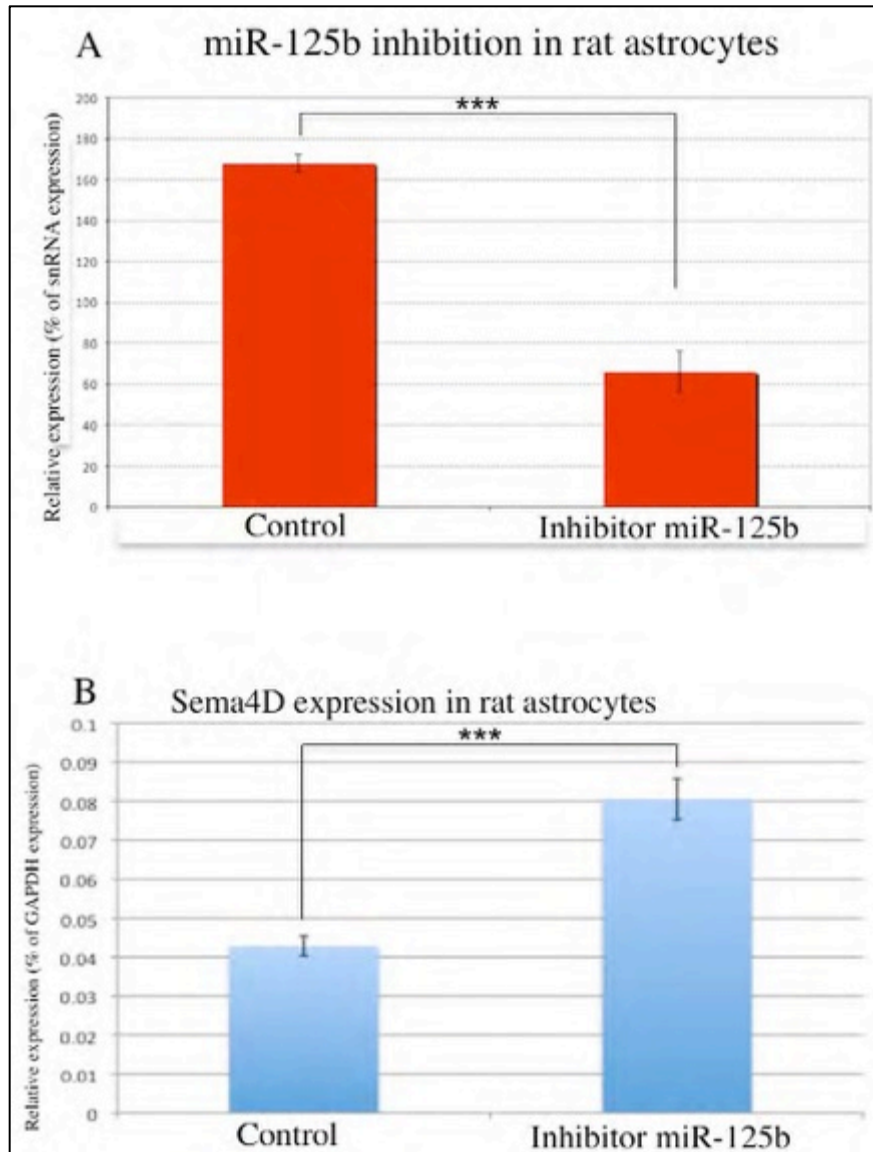 A
miR-125b inhibition in rat astrocytes
Relative expression (% of snRNA expression)
200
180
160
140
120
100
80
60
40
20
0
***
Control
Inhibitor miR-125b
B
Sema4D expression in rat astrocytes
Relative expression (% of GAPDH expression)
0.1
0.09
0.08
0.07
0.06
0.05
0.04
0.03
0.02
0.01
0
***
Control
Inhibitor miR-125b